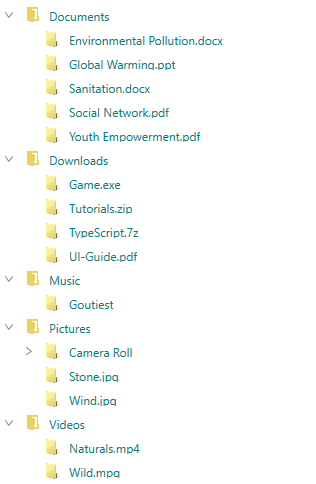 Documents
Environmental Pollution.docx
Global Warming.ppt
Sanitation.docx
Social Network.pdf
Youth Empowerment.pdf
Downloads
Game.exe
Tutorials.zip
TypeScript.7z
UI-Guide.pdf
Music
Goutiest
Pictures
Camera Roll
Stone.jpg
Wind.jpg
Videos
Naturals.mp4
Wild.mpg